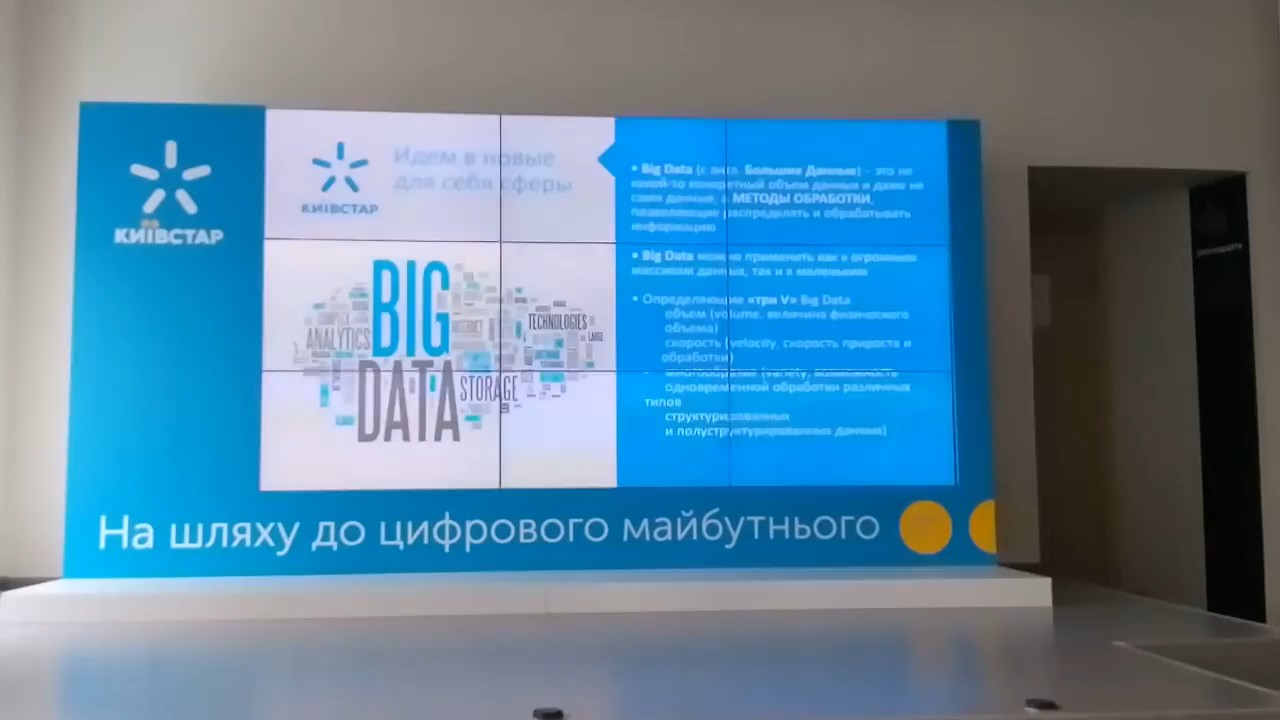 КИЇВСТАР
КИЇВСТАР
Идем в новые
для себя сферы
• Big Data (с англ. Большие Данные) – это не
какой-то конкретный объем данных и даже не
сами данные, а МЕТОДЫ ОБРАБОТКИ,
позволяющие распределять и обрабатывать
информацию
• Big Data можно применить как к огромным
массивам данных, так и к маленьким
• Определяющие «три V» Big Data
объем (volume, величина физического
объема)
скорость (velocity, скорость прироста и
обработки)
многообразие (variety, возможность
одновременной обработки различных
типов
структурированных
и полуструктурированных данных)
BIG
DATA
ANALYTICS
TECHNOLOGIES
STORAGE
На шляху до цифрового майбутнього